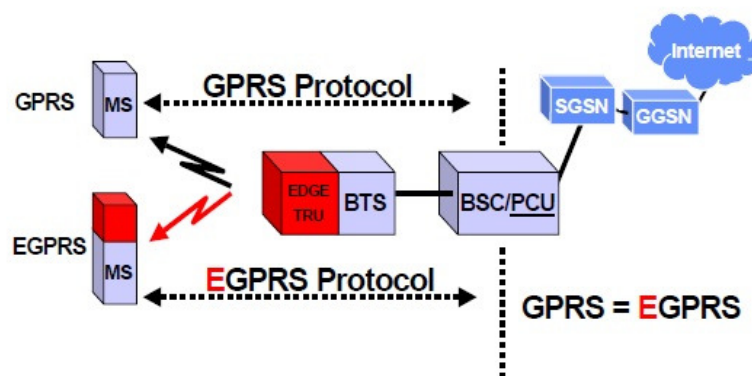 Internet
GPRS Protocol
GPRS
MS
SGSN
GGSN
EDGE
TRU
BTS
BSC/PCU
EGPRS
MS
EGPRS Protocol
GPRS = EGPRS